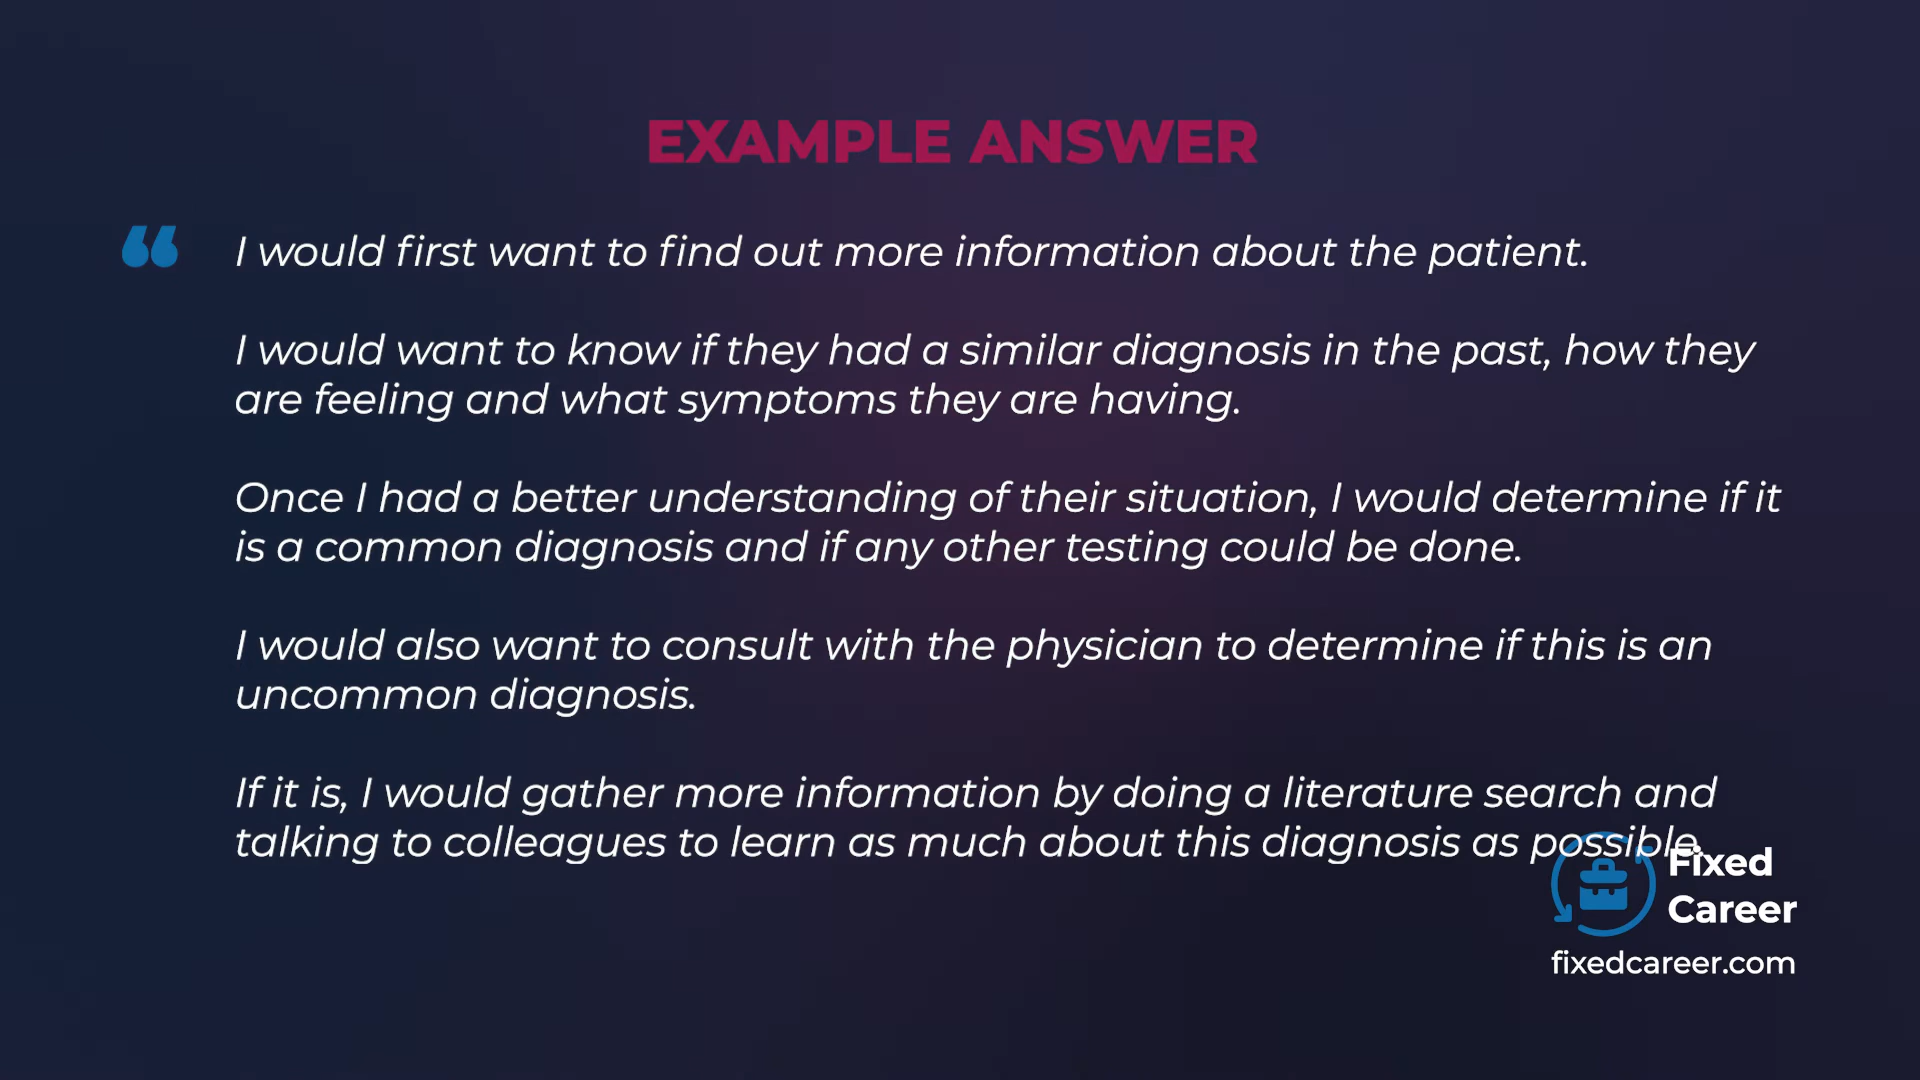 EXAMPLE ANSWER
“
I would first want to find out more information about the patient.
I would want to know if they had a similar diagnosis in the past, how they
are feeling and what symptoms they are having.
Once I had a better understanding of their situation, I would determine if it
is a common diagnosis and if any other testing could be done.
I would also want to consult with the physician to determine if this is an
uncommon diagnosis.
If it is, I would gather more information by doing a literature search and
talking to colleagues to learn as much about this diagnosis as possible.
Fixed
Career
fixedcareer.com